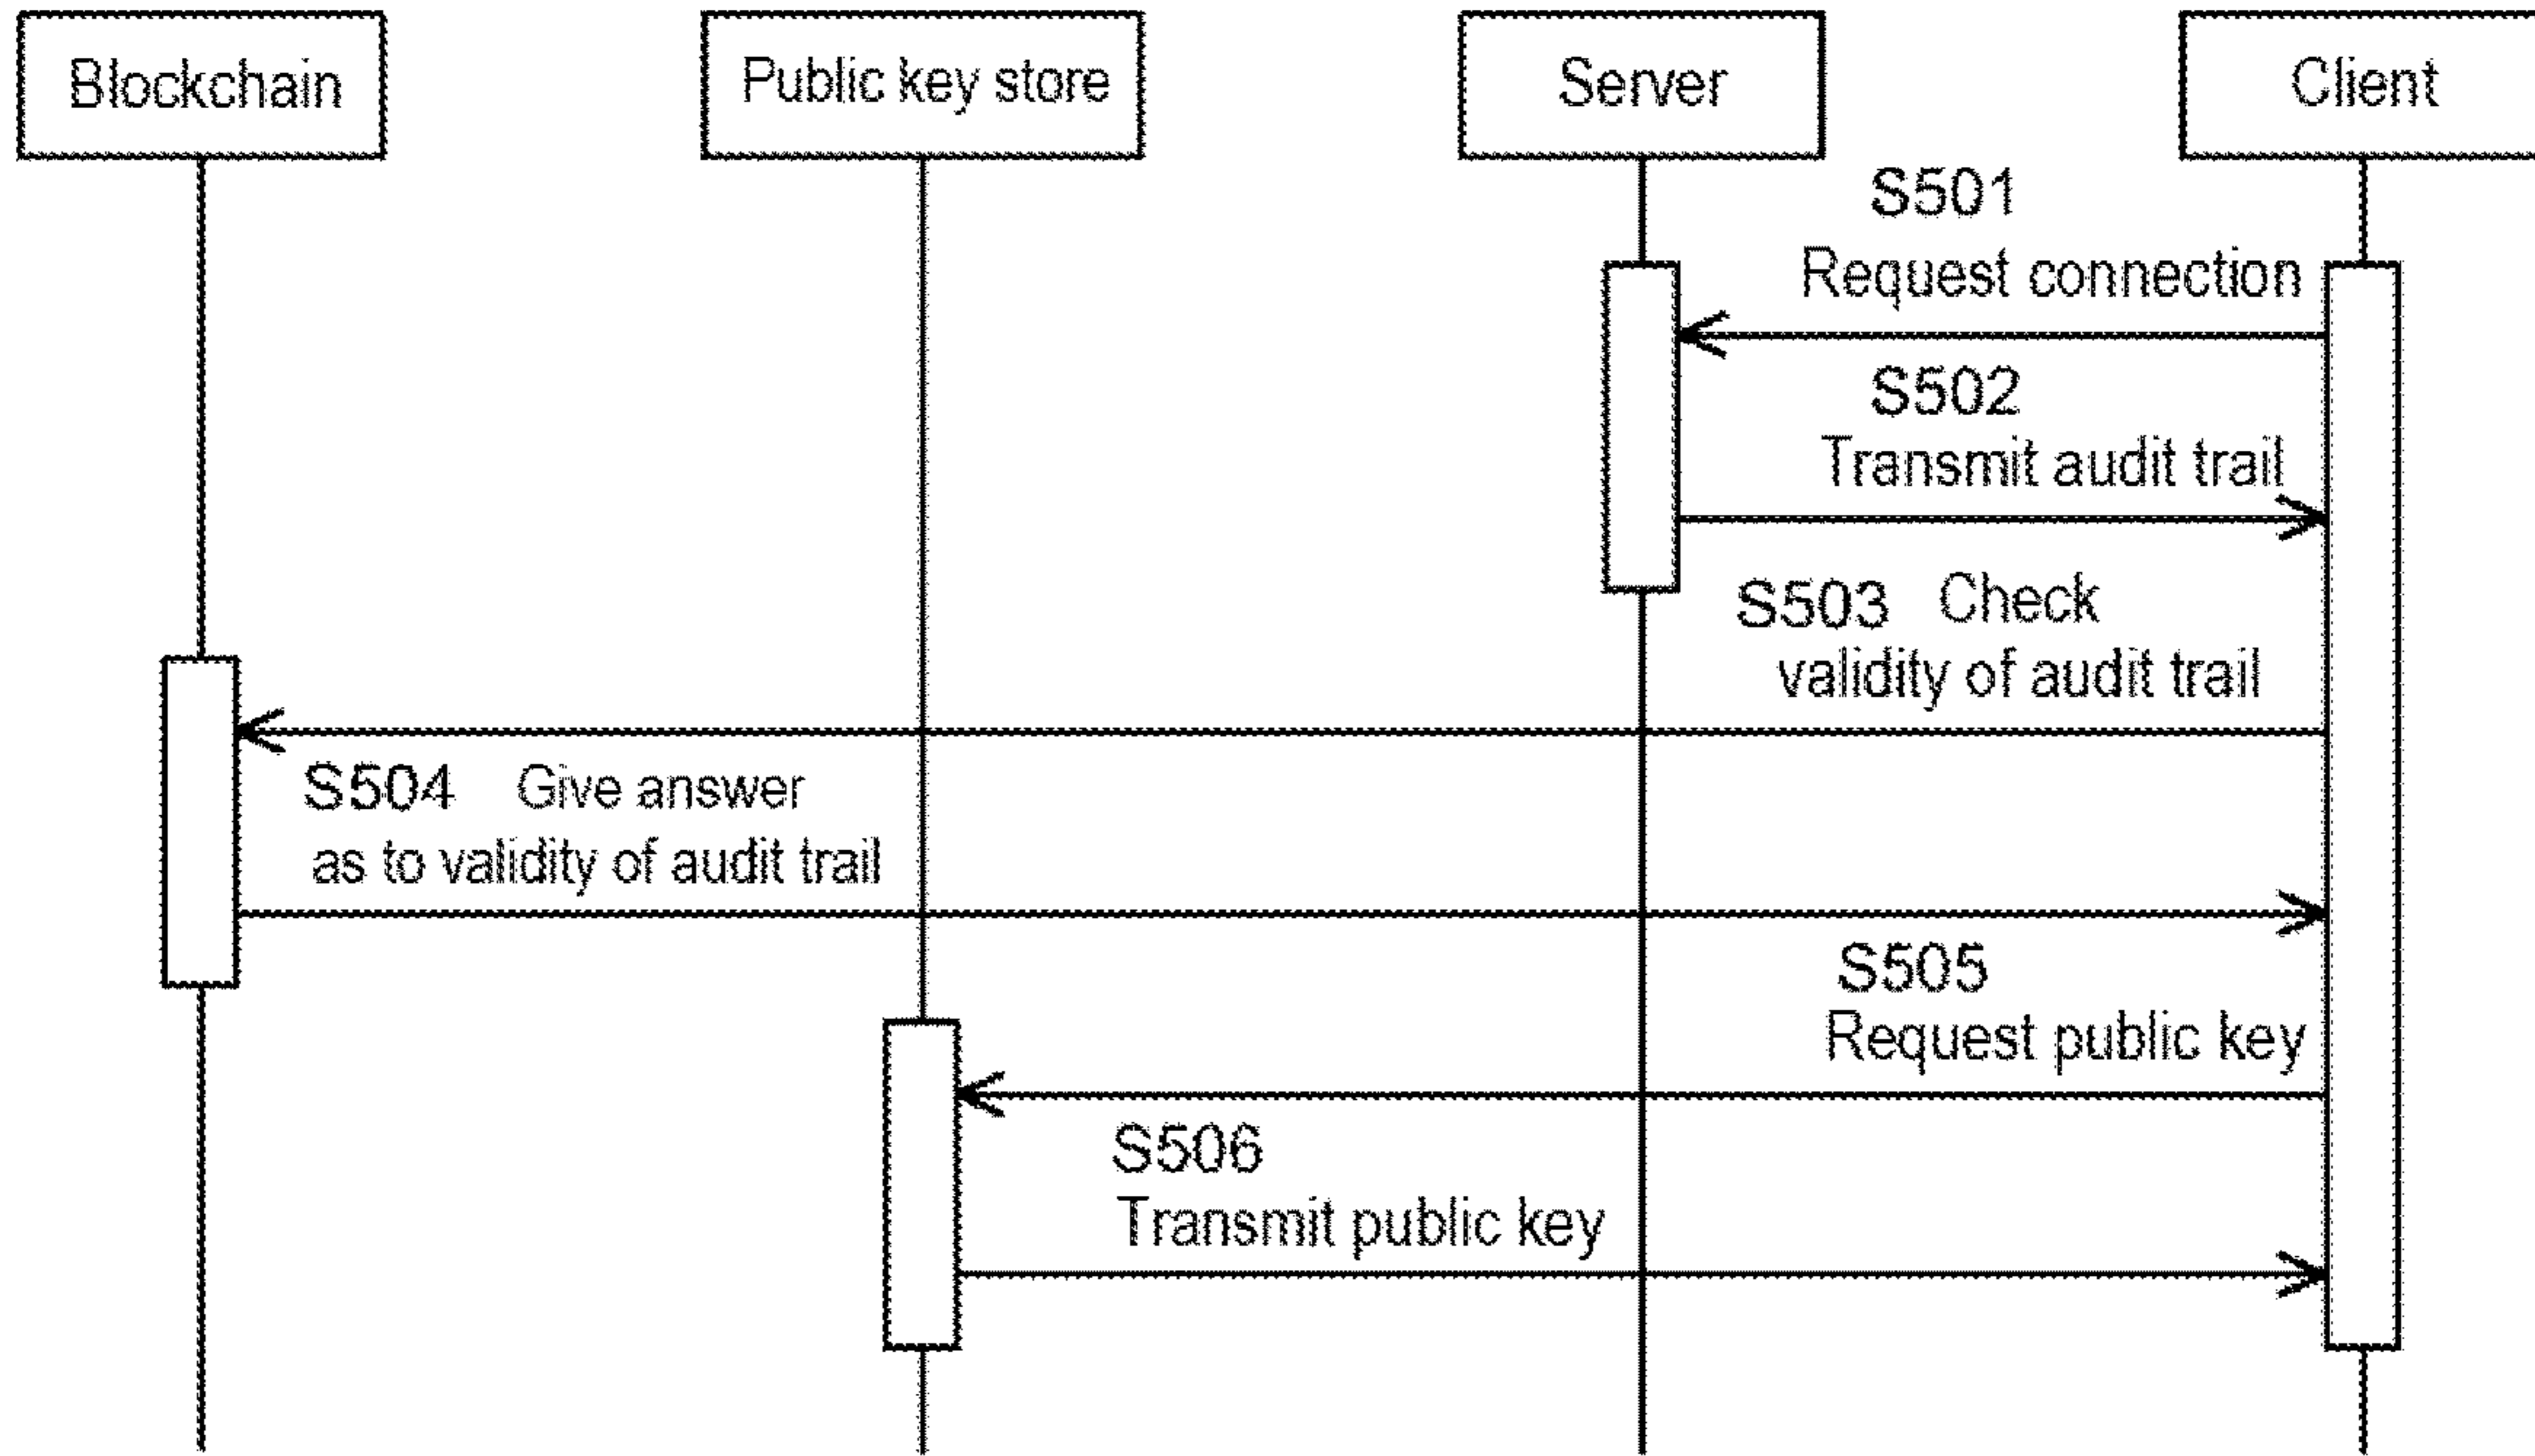 Blockchain
Public key store
Server
Client
S501
Request connection
S502
Transmit audit trail
S503 Check
validity of audit trail
S504 Give answer
as to validity of audit trail
S505
Request public key
S506
Transmit public key